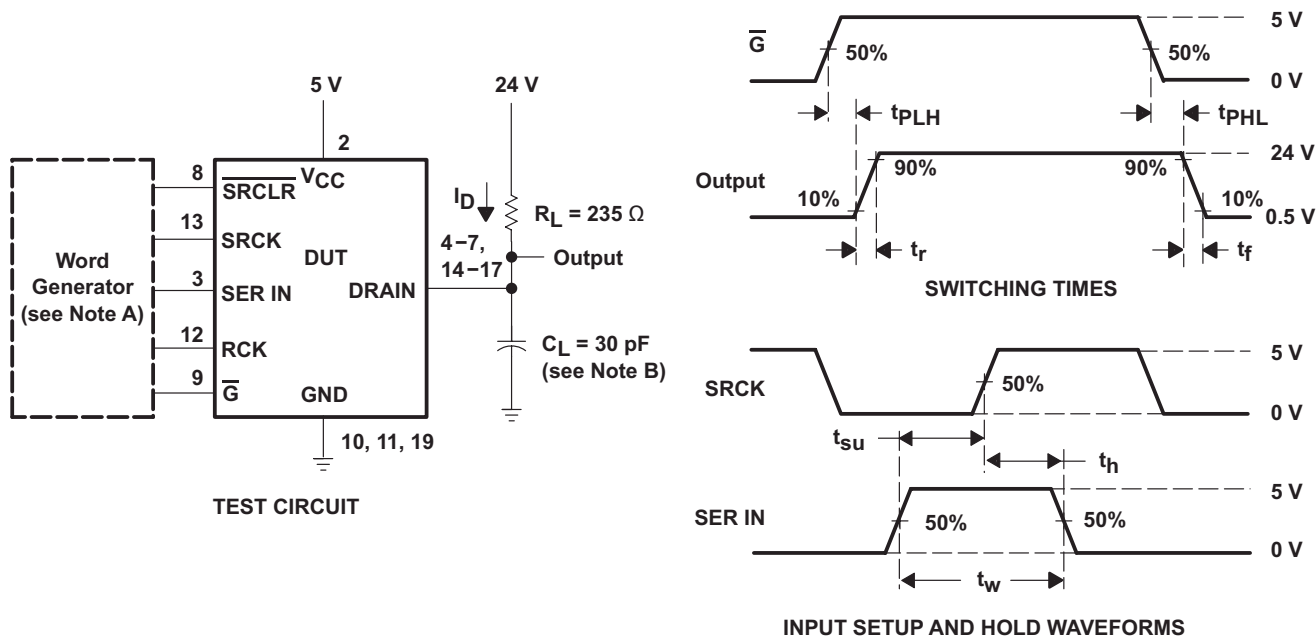 5 V
24 V
2
8
SRCLR
VCC
13
SRCK
DUT
3
SER IN
DRAIN
12
RCK
9
G
GND
10, 11, 19
Word
Generator
(see Note A)
ID
RL = 235 Ω
4−7,
14−17
Output
CL = 30 pF
(see Note B)
TEST CIRCUIT
G
50%
50%
5 V
0 V
tPLH
tPHL
Output
10%
90%
90%
10%
24 V
0.5 V
tr
tf
SWITCHING TIMES
SRCK
50%
5 V
0 V
tsu
th
SER IN
50%
50%
5 V
0 V
tw
INPUT SETUP AND HOLD WAVEFORMS